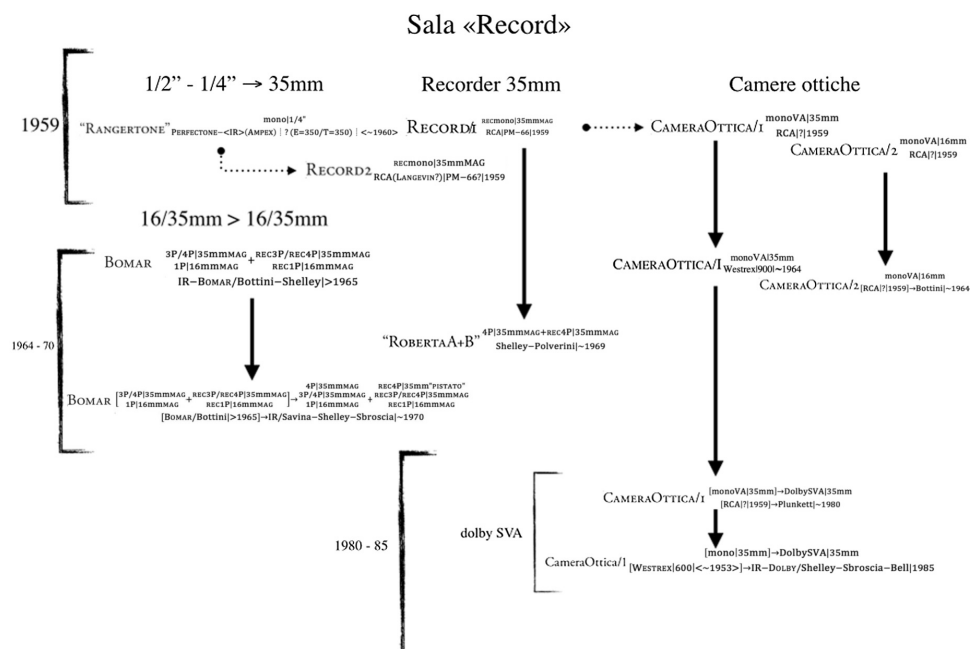 Sala «Record»
1/2” - 1/4” → 35mm
Recorder 35mm
Camere ottiche
1959
“Rangertone” mono|1/4"
Perfectone–<IR>(Ampex) | ? (E=350/T=350) | <~1960>
Record/1 RECmono|35mmMAG
RCA|PM–66|1959
CameraOttica/1 monoVA|35mm
RCA|?|1959
CameraOttica/2 monoVA|16mm
RCA|?|1959
Record2 RECmono|35mmMAG
RCA(Langevin?)|PM–66?|1959
16/35mm > 16/35mm
1964 - 70
Bomar 3P/4P|35mmMAG + REC3P/REC4P|35mmMAG
1P|16mmMAG REC1P|16mmMAG
IR–Bomar/Bottini–Shelley|>1965
CameraOttica/I monoVA|35mm
Westrex|900|~1964
CameraOttica/2 monoVA|16mm
[RCA|?|1959]→Bottini|~1964
“RobertaA+B” 4P|35mmMAG+REC4P|35mmMAG
Shelley–Polverini|~1969
4P|35mmMAG REC4P|35mm"PISTATO"
Bomar [3P/4P|35mmMAG + REC3P/REC4P|35mmMAG]→3P/4P|35mmMAG + REC3P/REC4P|35mmMAG
1P|16mmMAG REC1P|16mmMAG 1P|16mmMAG REC1P|16mmMAG
[Bomar/Bottini|>1965]→IR/Savina–Shelley–Sbroscia|~1970
1980 - 85
dolby SVA
CameraOttica/1 [monoVA|35mm]→DolbySVA|35mm
[RCA|?|1959]→Plunkett|~1980
CameraOttica/1 [mono|35mm]→DolbySVA|35mm
[Westrex|600|<~1953>]→IR–Dolby/Shelley–Sbroscia–Bell|1985